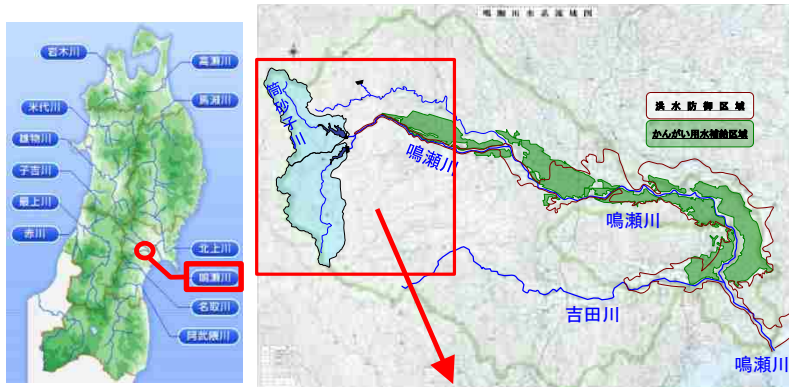 岩木川
高瀬川
馬淵川
米代川
雄物川
子吉川
最上川
赤川
北上川
鳴瀬川
名取川
阿武隈川
鳴瀬川水系流域図
筒砂子川
鳴瀬川
洪水防御区域
かんがい用水補給区域
鳴瀬川
吉田川
鳴瀬川